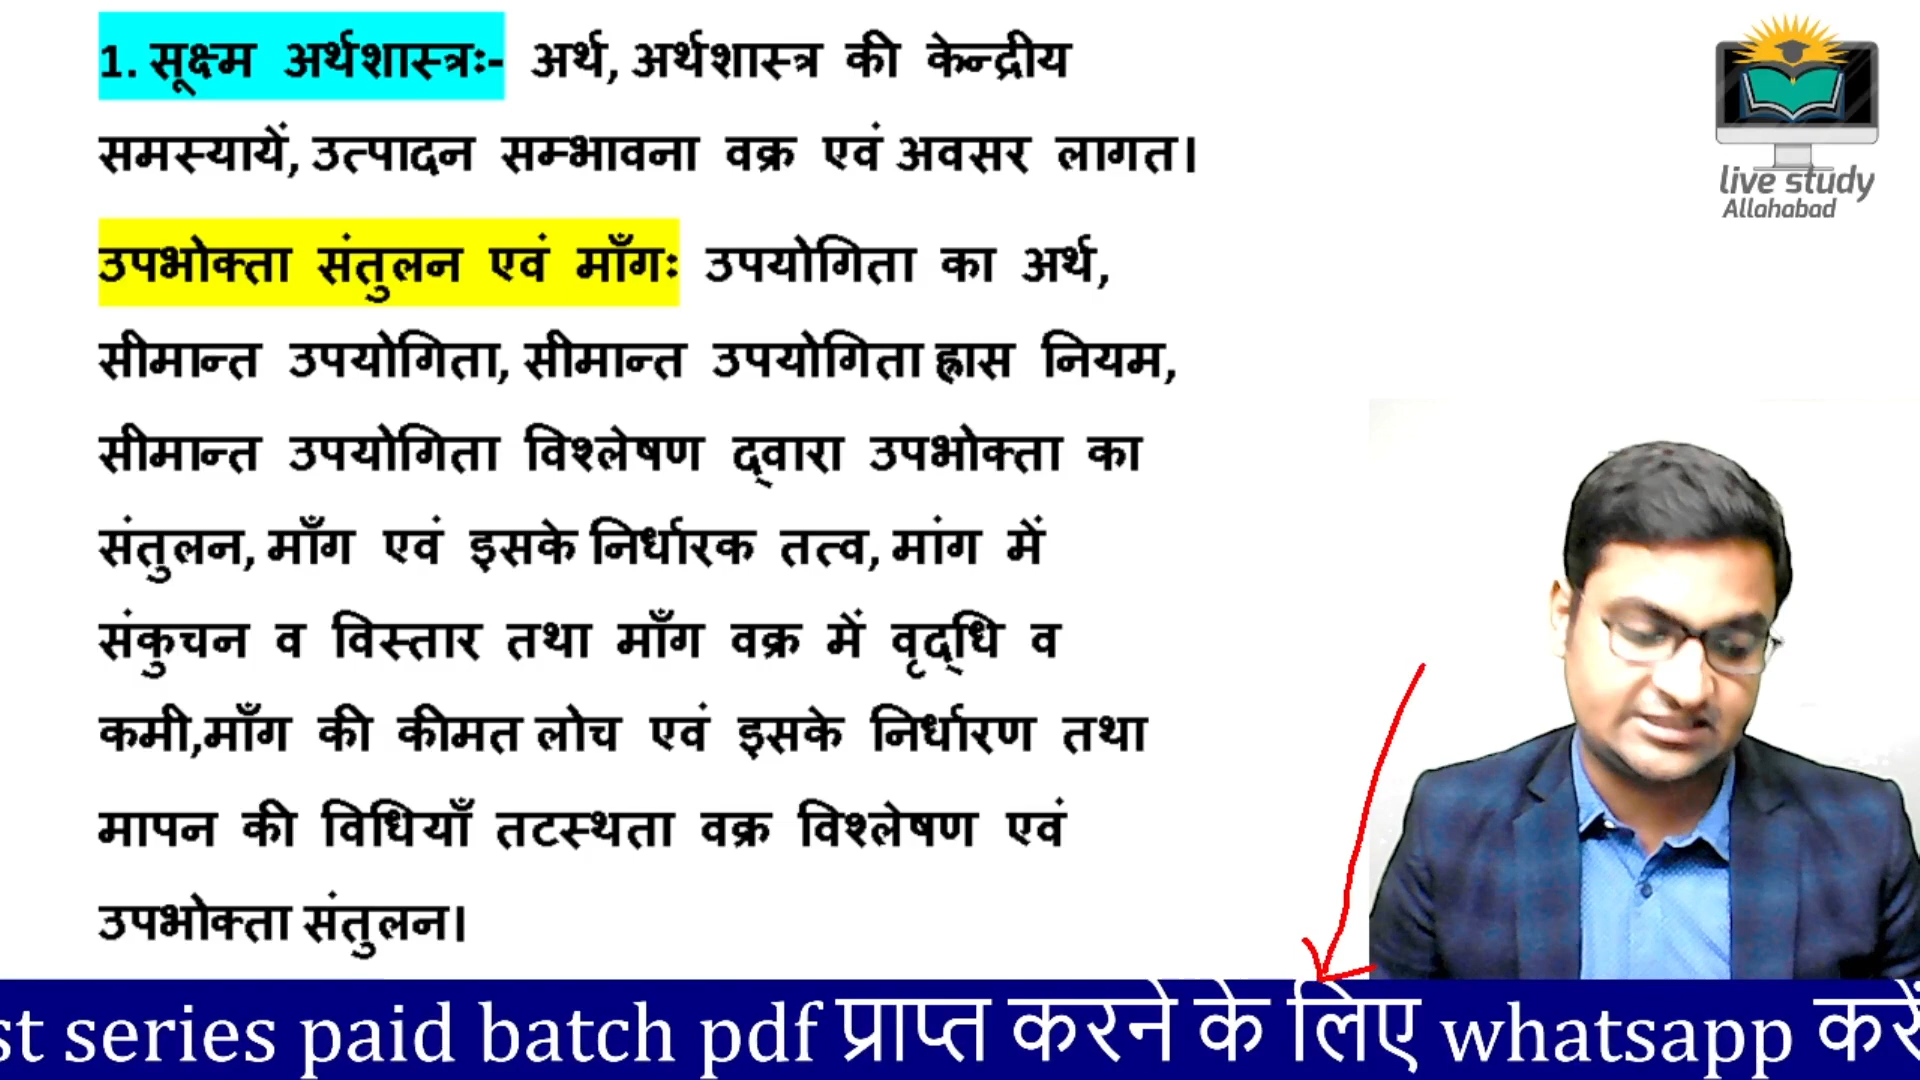 1. सूक्ष्म अर्थशास्त्रः- अर्थ, अर्थशास्त्र की केन्द्रीय
समस्यायें, उत्पादन सम्भावना वक्र एवं अवसर लागत।
उपभोक्ता संतुलन एवं माँगः उपयोगिता का अर्थ,
सीमान्त उपयोगिता, सीमान्त उपयोगिता ह्रास नियम,
सीमान्त उपयोगिता विश्लेषण द्वारा उपभोक्ता का
संतुलन, माँग एवं इसके निर्धारक तत्व, मांग में
संकुचन व विस्तार तथा माँग वक्र में वृद्धि व
कमी,माँग की कीमत लोच एवं इसके निर्धारण तथा
मापन की विधियाँ तटस्थता वक्र विश्लेषण एवं
उपभोक्ता संतुलन।
live study
Allahabad
st series paid batch pdf प्राप्त करने के लिए whatsapp करें